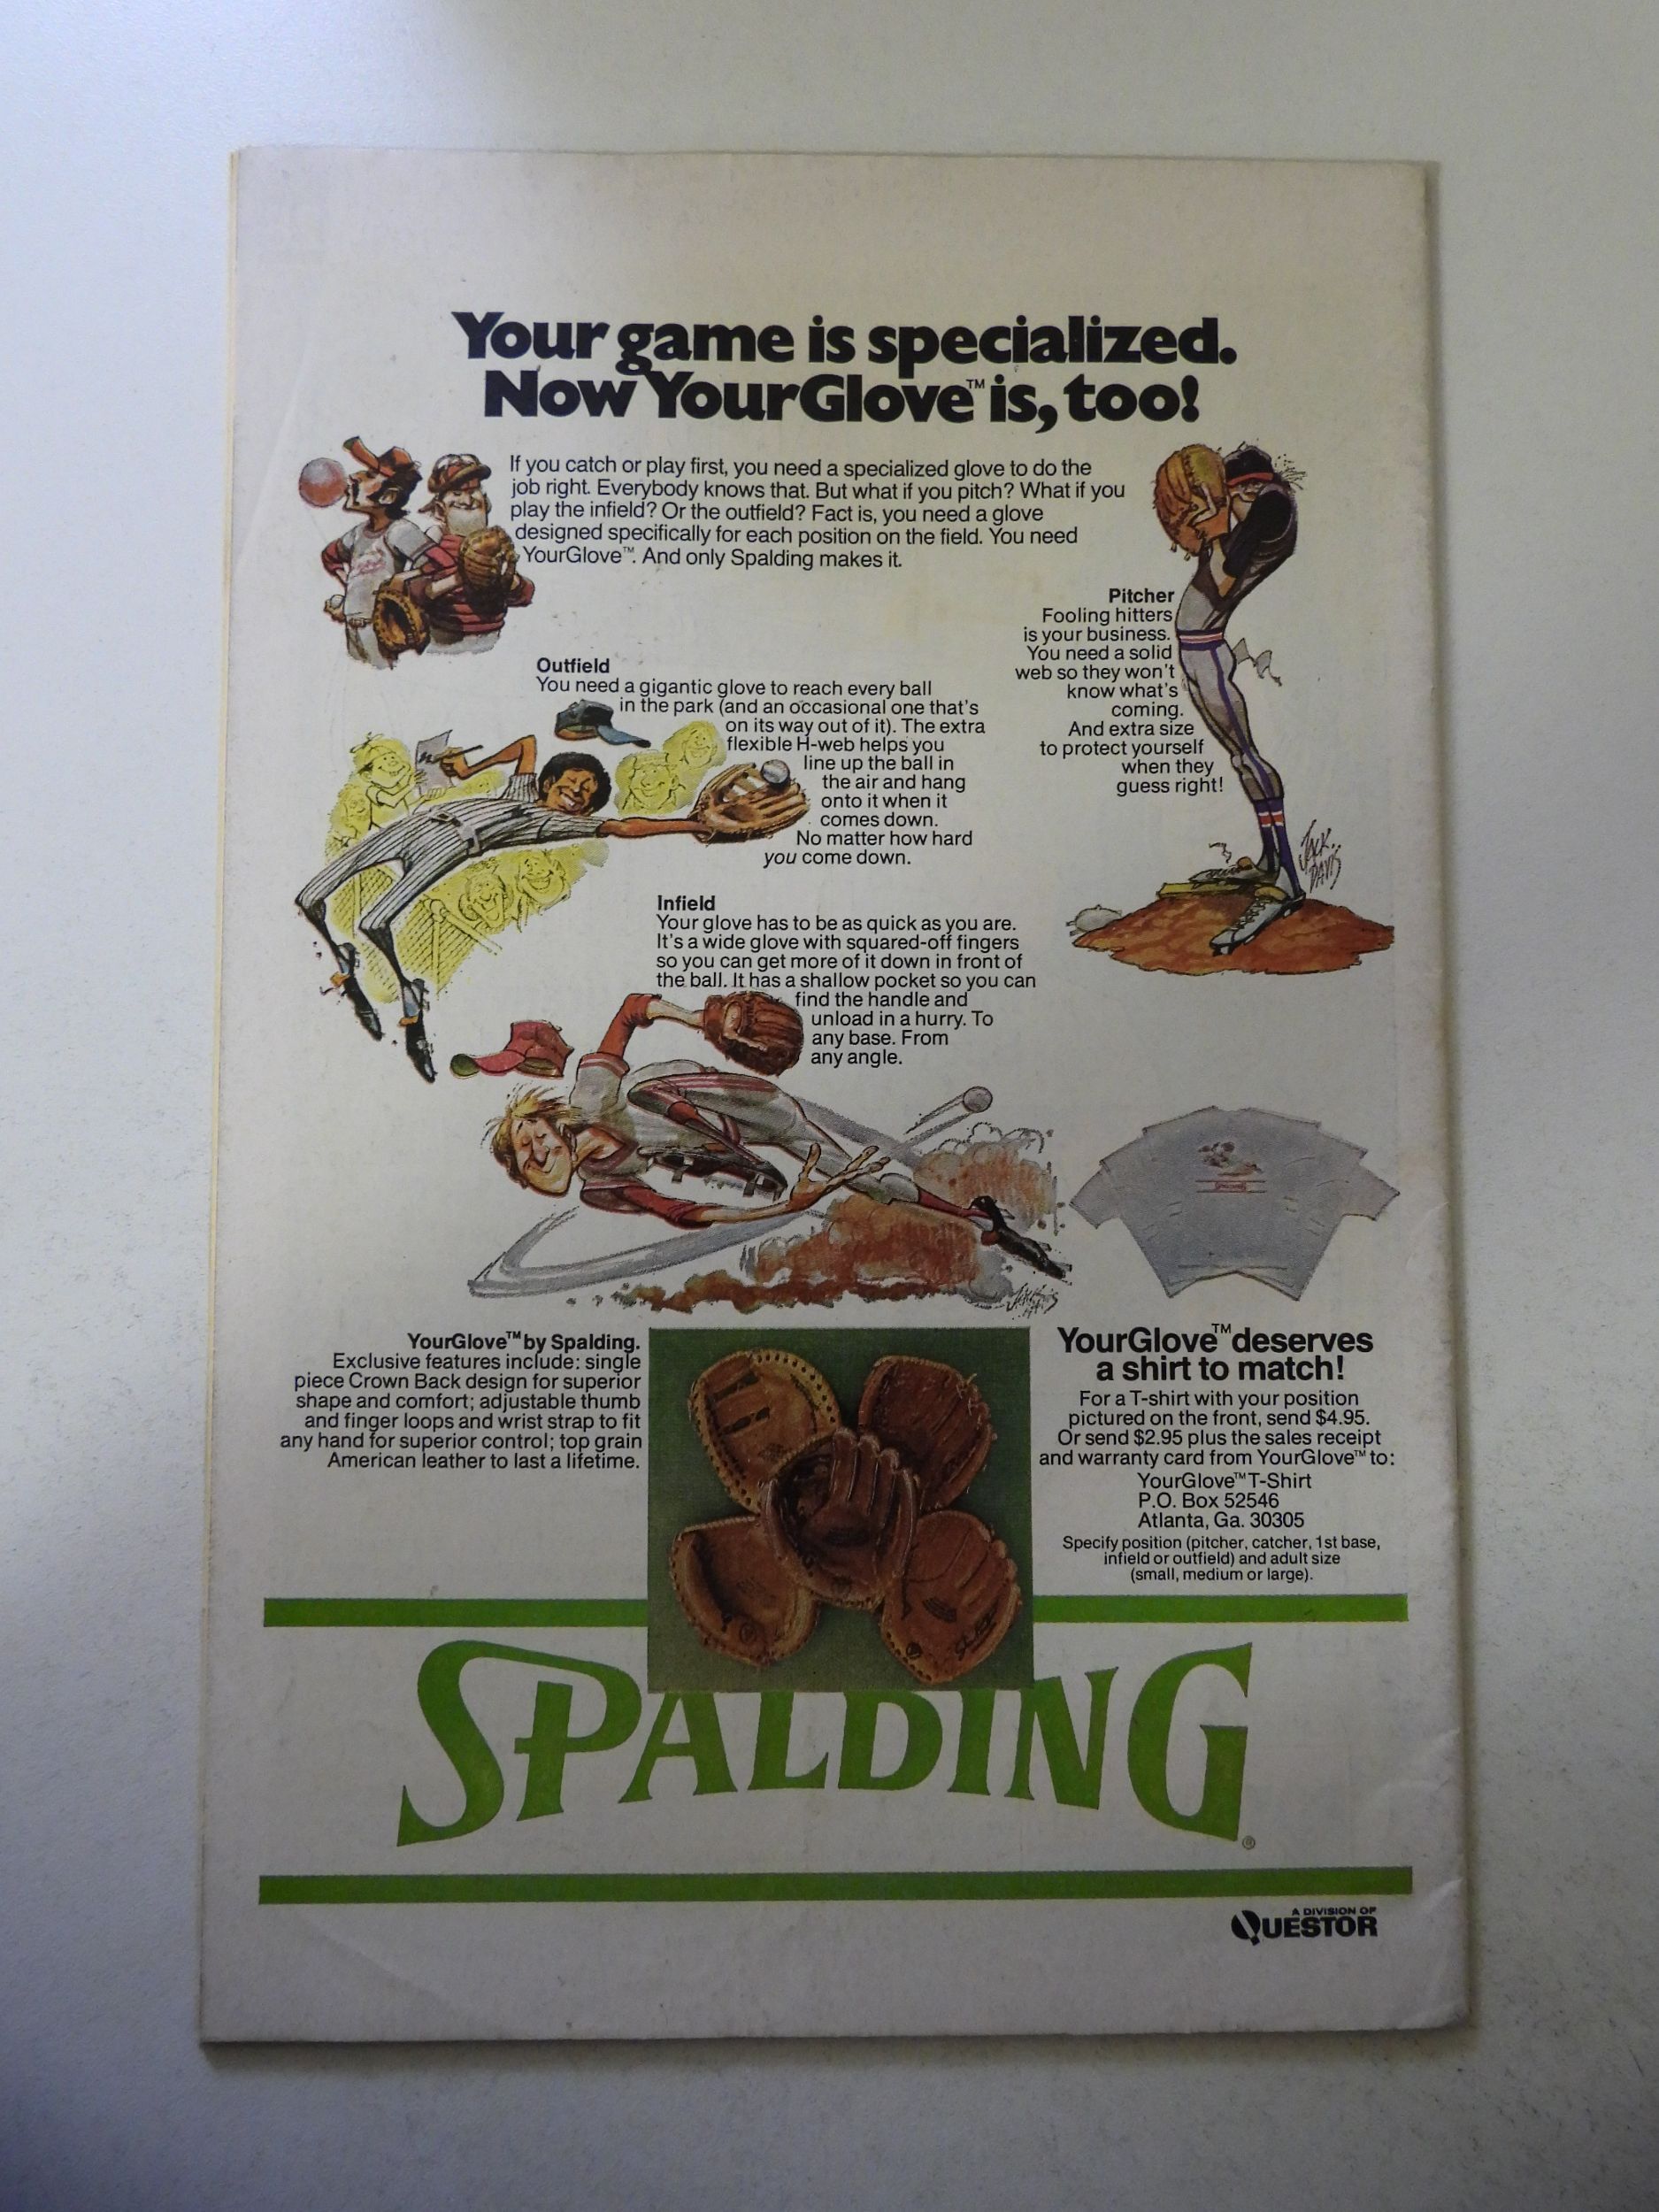 Your game is specialized.
Now YourGlove™ is, too!
If you catch or play first, you need a specialized glove to do the
job right. Everybody knows that. But what if you pitch? What if you
play the infield? Or the outfield? Fact is, you need a glove
designed specifically for each position on the field. You need
YourGlove™. And only Spalding makes it.
Pitcher
Fooling hitters
is your business.
You need a solid
web so they won't
know what's
coming.
And extra size
to protect yourself
when they
guess right!
JACK DAVIS
Outfield
You need a gigantic glove to reach every ball
in the park (and an occasional one that's
on its way out of it). The extra
flexible H-web helps you
line up the ball in
the air and hang
onto it when it
comes down.
No matter how hard
you come down.
Infield
Your glove has to be as quick as you are.
It's a wide glove with squared-off fingers
so you can get more of it down in front of
the ball. It has a shallow pocket so you can
find the handle and
unload in a hurry. To
any base. From
any angle.
YourGlove™ by Spalding.
Exclusive features include: single
piece Crown Back design for superior
shape and comfort; adjustable thumb
and finger loops and wrist strap to fit
any hand for superior control; top grain
American leather to last a lifetime.
YourGlove™ deserves
a shirt to match!
For a T-shirt with your position
pictured on the front, send $4.95.
Or send $2.95 plus the sales receipt
and warranty card from YourGlove™ to:
YourGlove™ T-Shirt
P.O. Box 52546
Atlanta, Ga. 30305
Specify position (pitcher, catcher, 1st base,
infield or outfield) and adult size
(small, medium or large).
SPALDING®
A DIVISION OF
QUESTOR